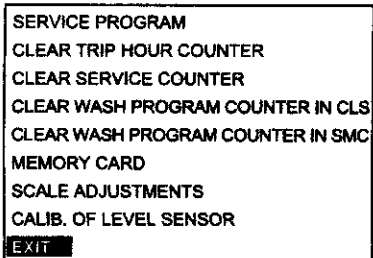 SERVICE PROGRAM
CLEAR TRIP HOUR COUNTER
CLEAR SERVICE COUNTER
CLEAR WASH PROGRAM COUNTER IN CLS
CLEAR WASH PROGRAM COUNTER IN SMC
MEMORY CARD
SCALE ADJUSTMENTS
CALIB. OF LEVEL SENSOR
EXIT